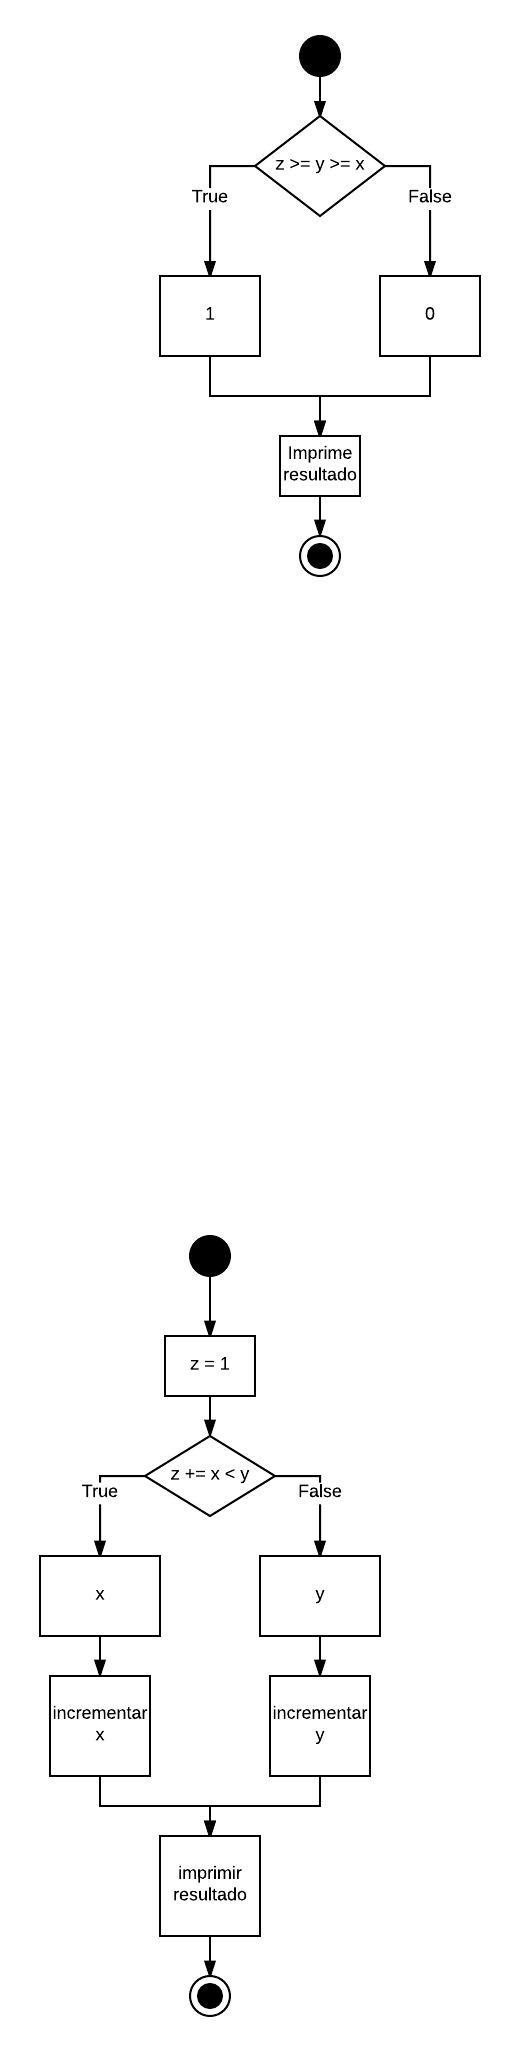 z >= y >= x
True
False
1
0
Imprime
resultado
z = 1
z += x < y
True
False
x
y
incrementar
x
incrementar
y
imprimir
resultado